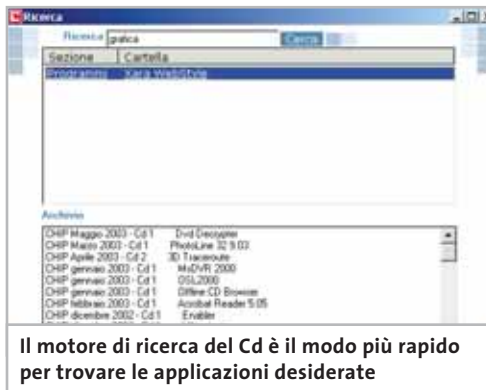 Ricerca
Ricerca grafica Cerca
Sezione Cartella
Programmi Xara WebStyle
Archivio
CHIP Maggio 2003 - Cd 1 Dvd Decrypter
CHIP Marzo 2003 - Cd 1 PhotoLine 32 9.03
CHIP Aprile 2003 - Cd 2 3D Traceroute
CHIP gennaio 2003 - Cd 1 MsDVR 2000
CHIP gennaio 2003 - Cd 1 OSL2000
CHIP gennaio 2003 - Cd 1 Offline CD Browser
CHIP febbraio 2003 - Cd 1 Acrobat Reader 5.05
CHIP dicembre 2002 - Cd 1 Enabler
Il motore di ricerca del Cd è il modo più rapido
per trovare le applicazioni desiderate